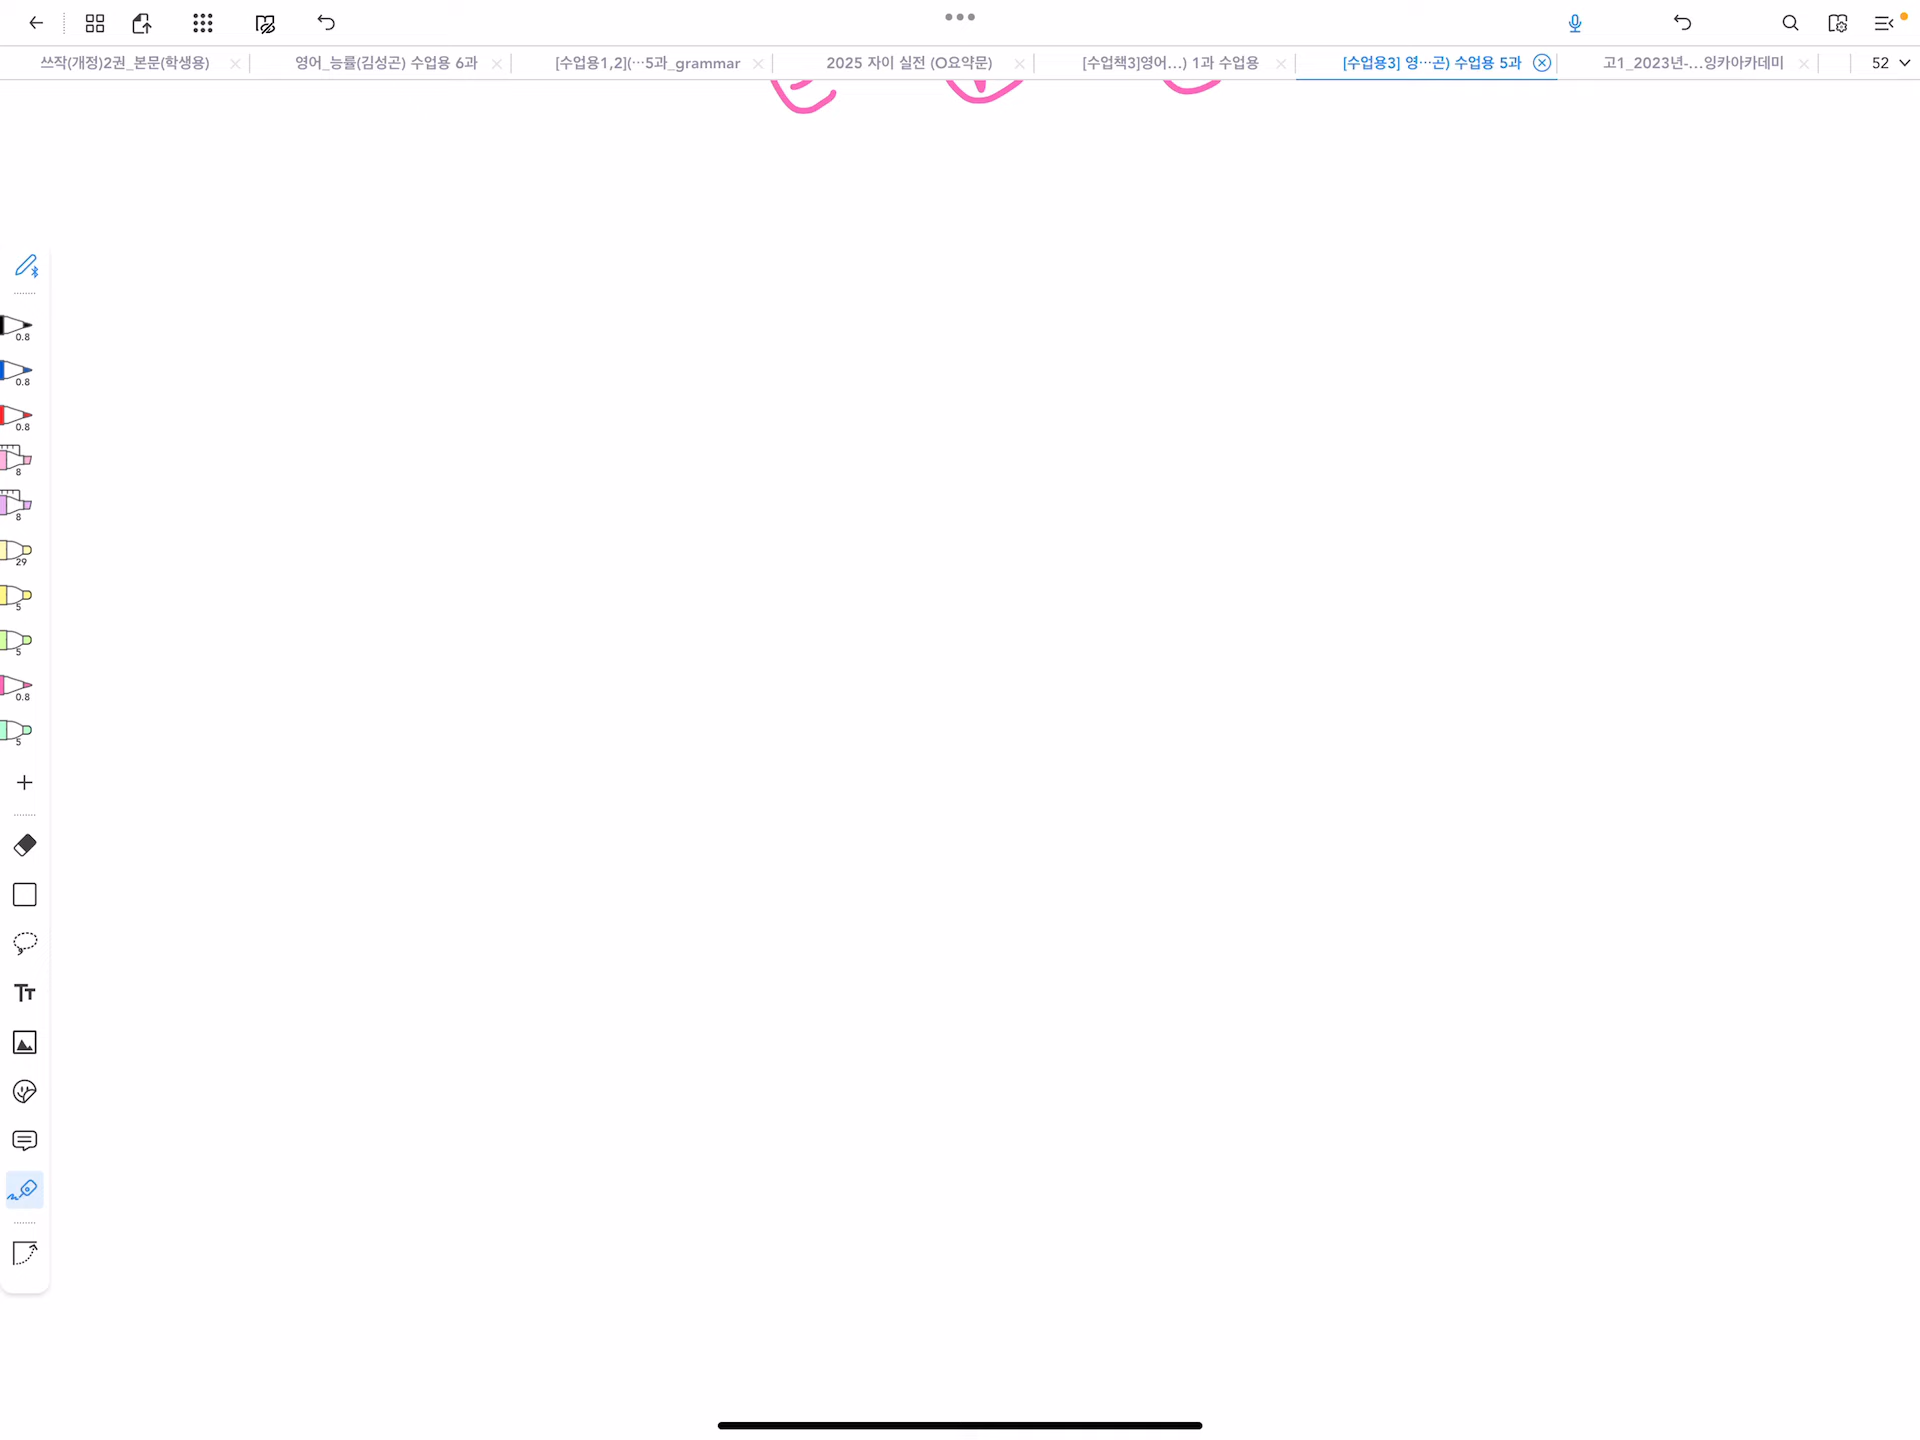 쓰작(개정)2권_본문(학생용)
영어_능률(김성곤) 수업용 6과
[수업용1,2](…5과_grammar
2025 자이 실전 (O요약문)
[수업책3]영어...) 1과 수업용
[수업용3] 영…곤) 수업용 5과
고1_2023년-...잉카아카데미
52
0.8
0.8
0.8
8
8
29
5
5
0.8
5
TT